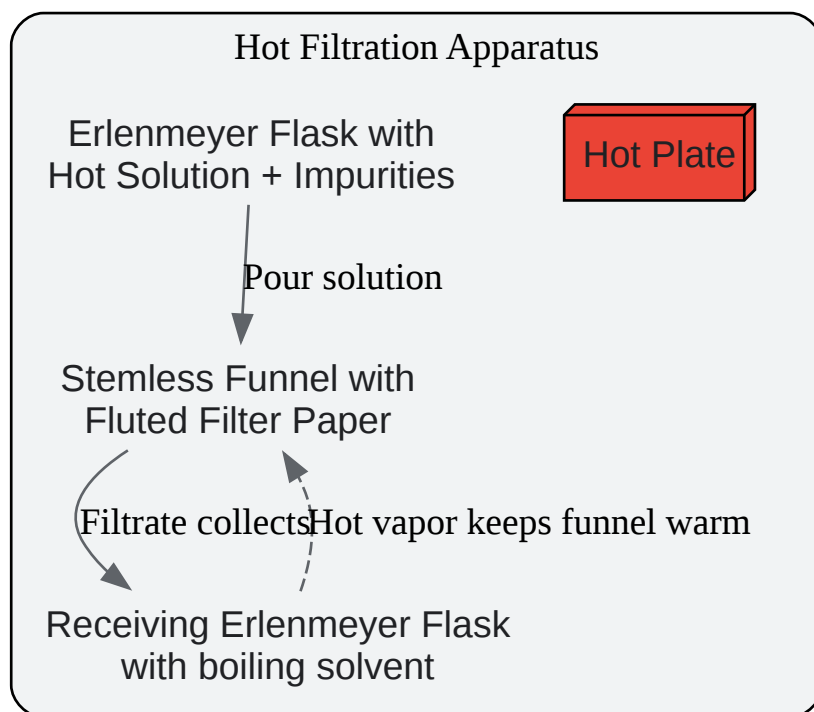 Hot Filtration Apparatus
Erlenmeyer Flask with
Hot Solution + Impurities
Hot Plate
Pour solution
Stemless Funnel with
Fluted Filter Paper
Filtrate collects
Hot vapor keeps funnel warm
Receiving Erlenmeyer Flask
with boiling solvent